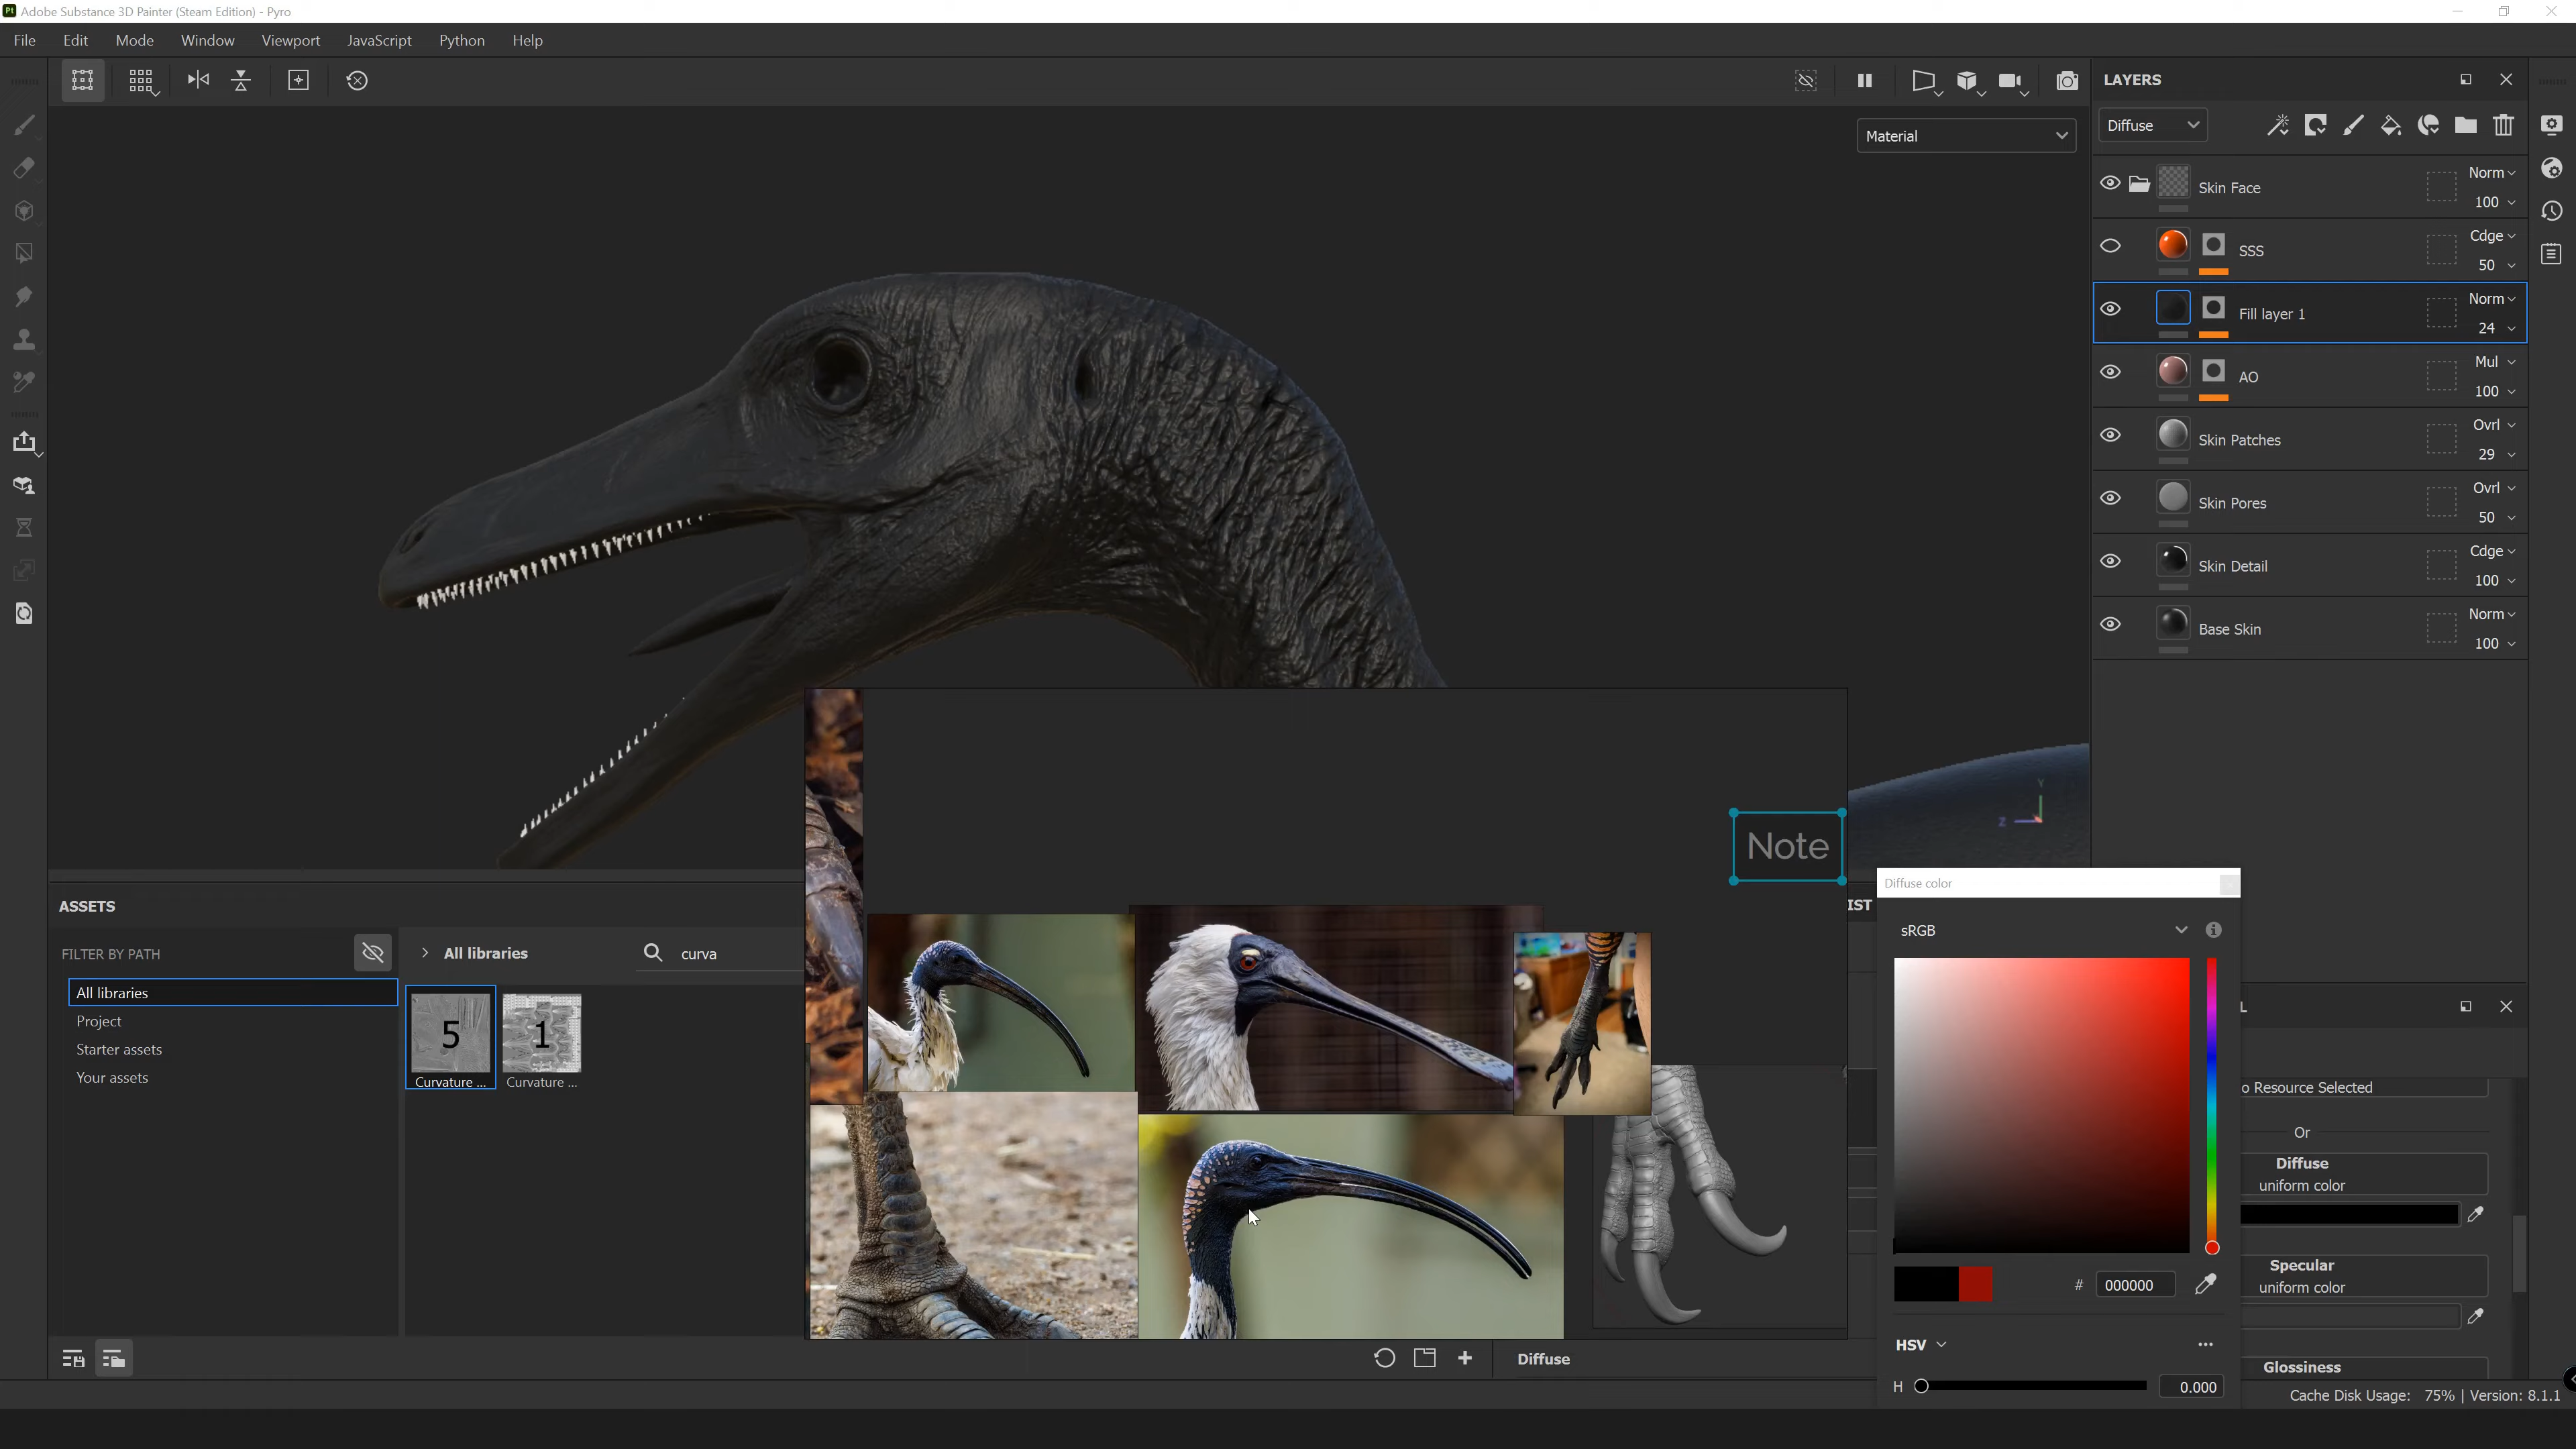 Pt Adobe Substance 3D Painter (Steam Edition) - Pyro
File Edit Mode Window Viewport JavaScript Python Help
Material
LAYERS
Diffuse
Skin Face
Norm
100
SSS
Cdge
50
Fill layer 1
Norm
24
AO
Mul
100
Skin Patches
Ovrl
29
Skin Pores
Ovrl
50
Skin Detail
Cdge
100
Base Skin
Norm
100
Y
Z
Note
ASSETS
FILTER BY PATH
All libraries
Project
Starter assets
Your assets
All libraries
curva
5
1
Curvature ...
Curvature ...
IST
Diffuse
Diffuse color
sRGB
# 000000
HSV
H 0.000
L
o Resource Selected
Or
Diffuse
uniform color
Specular
uniform color
Glossiness
Cache Disk Usage: 75% | Version: 8.1.1